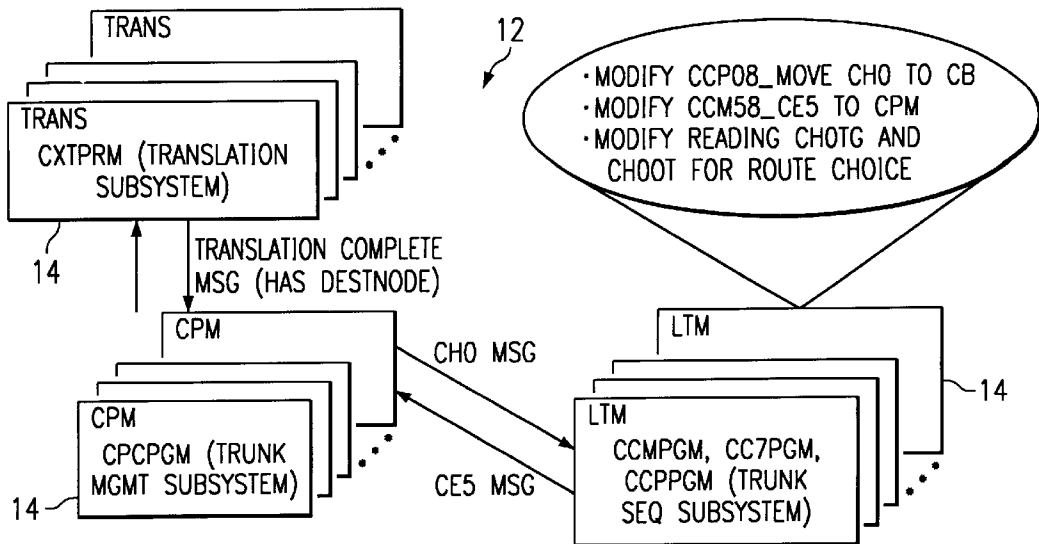 TRANS
TRANS
CXTPRM (TRANSLATION
SUBSYSTEM)
14
TRANSLATION COMPLETE
MSG (HAS DESTNODE)
12
•MODIFY CCP08_MOVE CH0 TO CB
•MODIFY CCM58_CE5 TO CPM
•MODIFY READING CHOTG AND
CHOOT FOR ROUTE CHOICE
CPM
CPM
CPCPGM (TRUNK
MGMT SUBSYSTEM)
14
CH0 MSG
CE5 MSG
LTM
LTM
CCMPGM, CC7PGM,
CCPPGM (TRUNK
SEQ SUBSYSTEM)
14